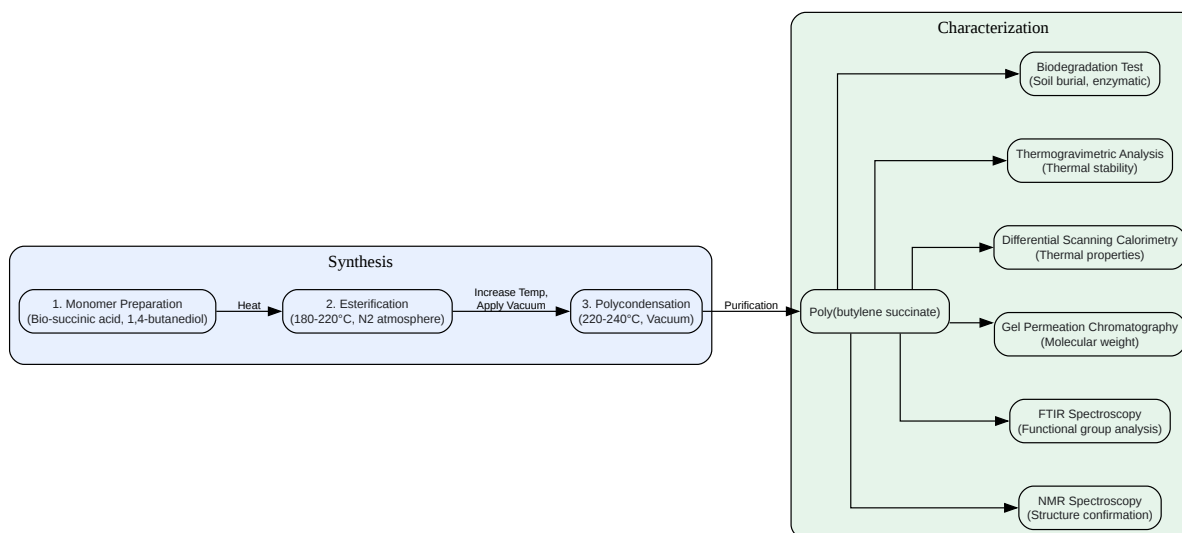 Characterization
Biodegradation Test
(Soil burial, enzymatic)
Thermogravimetric Analysis
(Thermal stability)
Differential Scanning Calorimetry
(Thermal properties)
Synthesis
1. Monomer Preparation
(Bio-succinic acid, 1,4-butanediol)
Heat
2. Esterification
(180-220°C, N2 atmosphere)
Increase Temp,
Apply Vacuum
3. Polycondensation
(220-240°C, Vacuum)
Purification
Poly(butylene succinate)
Gel Permeation Chromatography
(Molecular weight)
FTIR Spectroscopy
(Functional group analysis)
NMR Spectroscopy
(Structure confirmation)